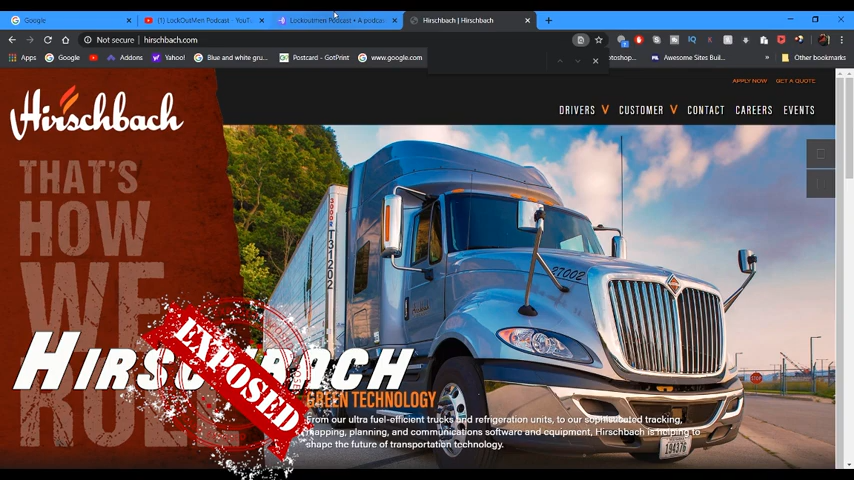 Google
(1) LockOutMen Podcast - YouTu
Lockoutmen Podcast • A podcas
Hirschbach | Hirschbach
Not secure | hirschbach.com
Apps
Google
Addons
Yahoo!
Blue and white gru...
Postcard - GotPrint
www.google.com
otoshop...
Awesome Sites Buil...
Other bookmarks
APPLY NOW
GET A QUOTE
Hirschbach
DRIVERS V CUSTOMER V CONTACT CAREERS EVENTS
THAT'S
HOW
WE
ROLL
T31202
27002
HIRSCHBACH
EXPOSED
GREEN TECHNOLOGY
From our ultra fuel-efficient trucks and refrigeration units, to our sophisticated tracking,
mapping, planning, and communications software and equipment, Hirschbach is helping to
shape the future of transportation technology.
194376